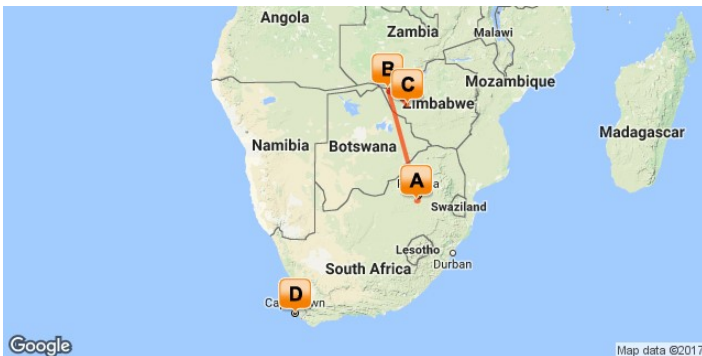 Angola
Zambia
Malawi
B
C
Mozambique
Zimbabwe
Madagascar
Namibia
Botswana
A
Swaziland
Lesotho
Durban
South Africa
D
Google
Map data ©2017